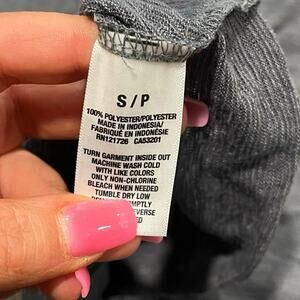 S / P
100% POLYESTER/POLYESTER
MADE IN INDONESIA/
FABRIQUÉ EN INDONÉSIE
RN121726 CA53201
TURN GARMENT INSIDE OUT
MACHINE WASH COLD
WITH LIKE COLORS
ONLY NON-CHLORINE
BLEACH WHEN NEEDED
TUMBLE DRY LOW